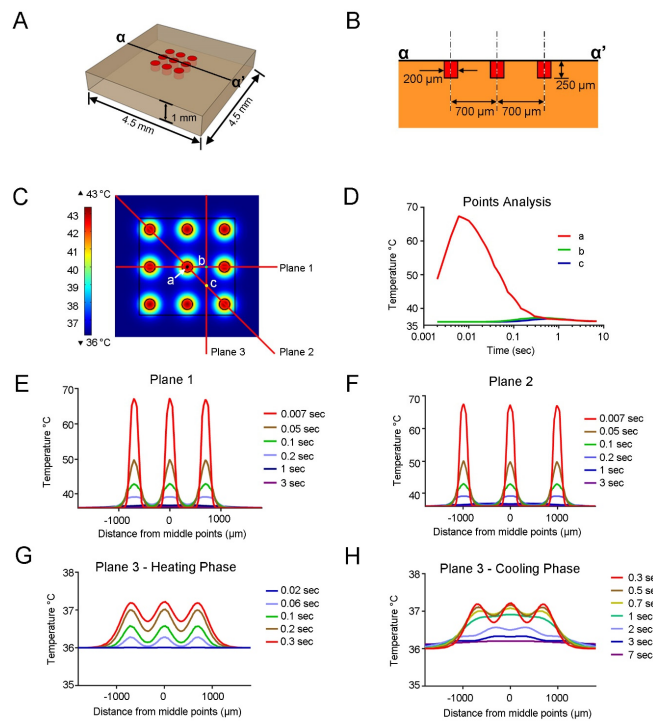 A
α
α'
1 mm
4.5 mm
4.5 mm
B
α
α'
200 µm
250 µm
700 µm
700 µm
C
▲ 43 °C
43
42
41
40
39
38
37
▼ 36 °C
b
a
c
Plane 1
Plane 3
Plane 2
D
Points Analysis
Temperature °C
75
65
55
45
35
0.001
0.01
0.1
1
10
Time (sec)
a
b
c
E
Plane 1
Temperature °C
70
60
50
40
-1000
0
1000
Distance from middle points (µm)
0.007 sec
0.05 sec
0.1 sec
0.2 sec
1 sec
3 sec
F
Plane 2
Temperature °C
70
60
50
40
-1000
0
1000
Distance from middle points (µm)
0.007 sec
0.05 sec
0.1 sec
0.2 sec
1 sec
3 sec
G
Plane 3 - Heating Phase
Temperature °C
38
37
36
35
-1000
0
1000
Distance from middle points (µm)
0.02 sec
0.06 sec
0.1 sec
0.2 sec
0.3 sec
H
Plane 3 - Cooling Phase
Temperature °C
38
37
36
35
-1000
0
1000
Distance from middle points (µm)
0.3 se
0.5 se
0.7 se
1 sec
2 sec
3 sec
7 sec